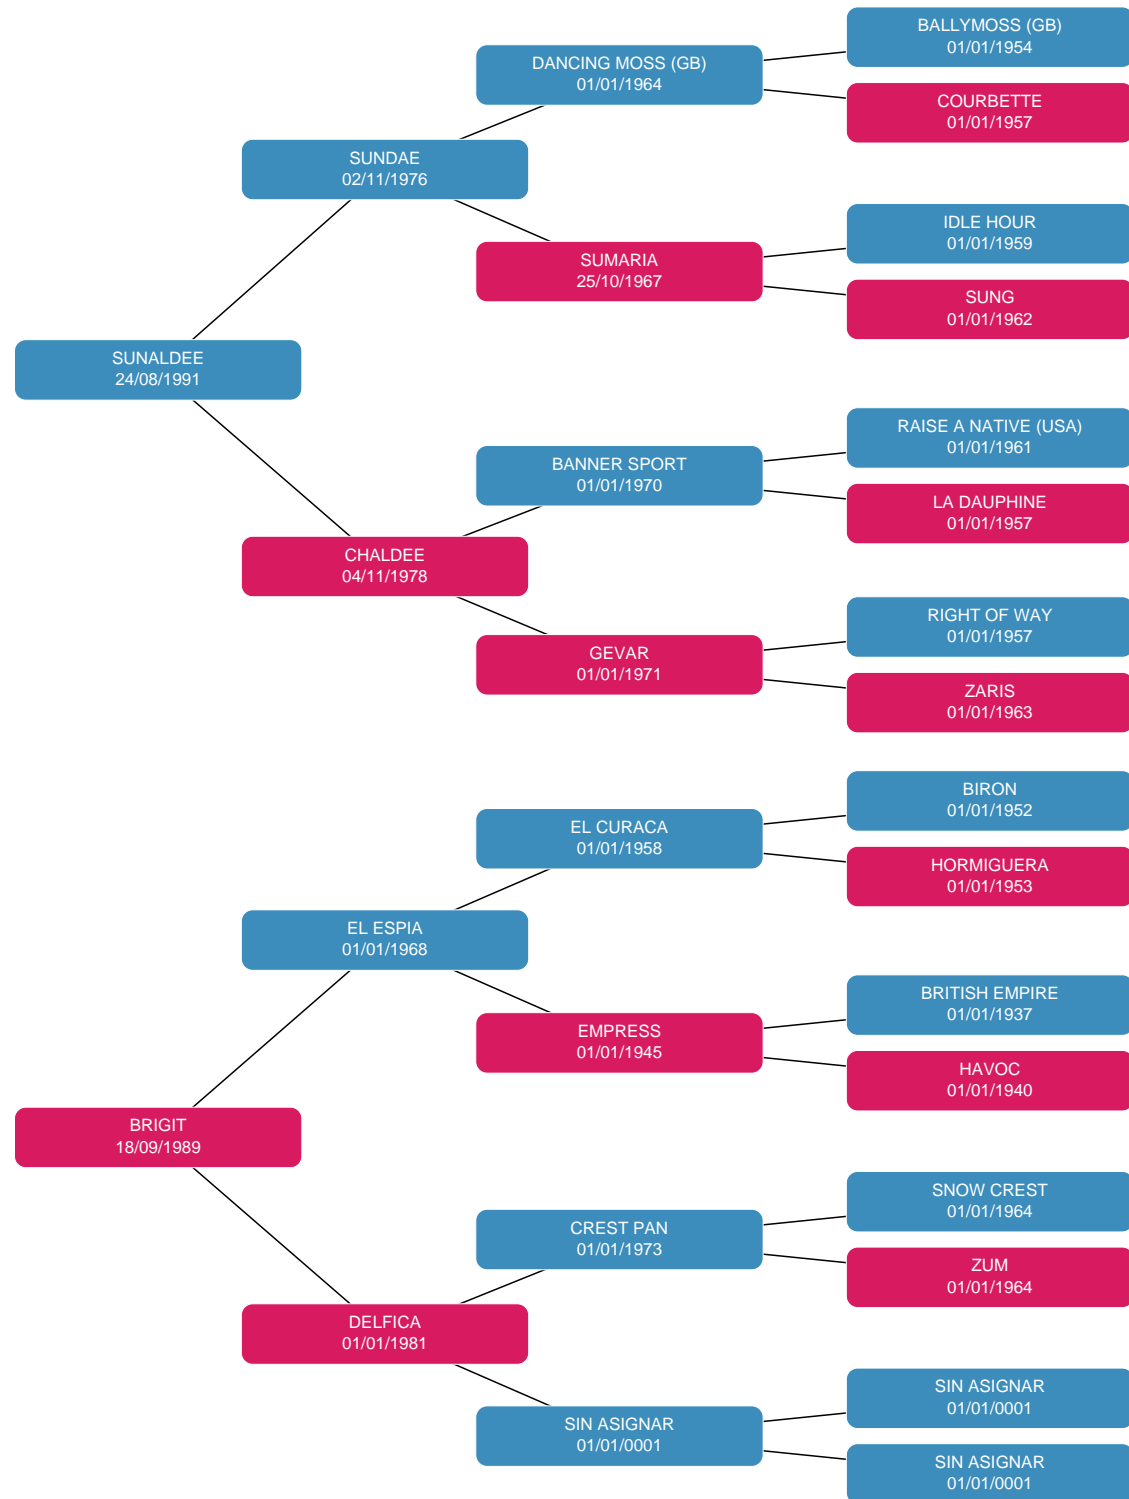 BALLYMOSS (GB)
01/01/1954
DANCING MOSS (GB)
01/01/1964
COURBETTE
01/01/1957
SUNDAE
02/11/1976
IDLE HOUR
01/01/1959
SUMARIA
25/10/1967
SUNG
01/01/1962
SUNALDEE
24/08/1991
RAISE A NATIVE (USA)
01/01/1961
BANNER SPORT
01/01/1970
LA DAUPHINE
01/01/1957
CHALDEE
04/11/1978
RIGHT OF WAY
01/01/1957
GEVAR
01/01/1971
ZARIS
01/01/1963
BIRON
01/01/1952
EL CURACA
01/01/1958
HORMIGUERA
01/01/1953
EL ESPIA
01/01/1968
BRITISH EMPIRE
01/01/1937
EMPRESS
01/01/1945
HAVOC
01/01/1940
BRIGIT
18/09/1989
SNOW CREST
01/01/1964
CREST PAN
01/01/1973
ZUM
01/01/1964
DELFICA
01/01/1981
SIN ASIGNAR
01/01/0001
SIN ASIGNAR
01/01/0001
SIN ASIGNAR
01/01/0001